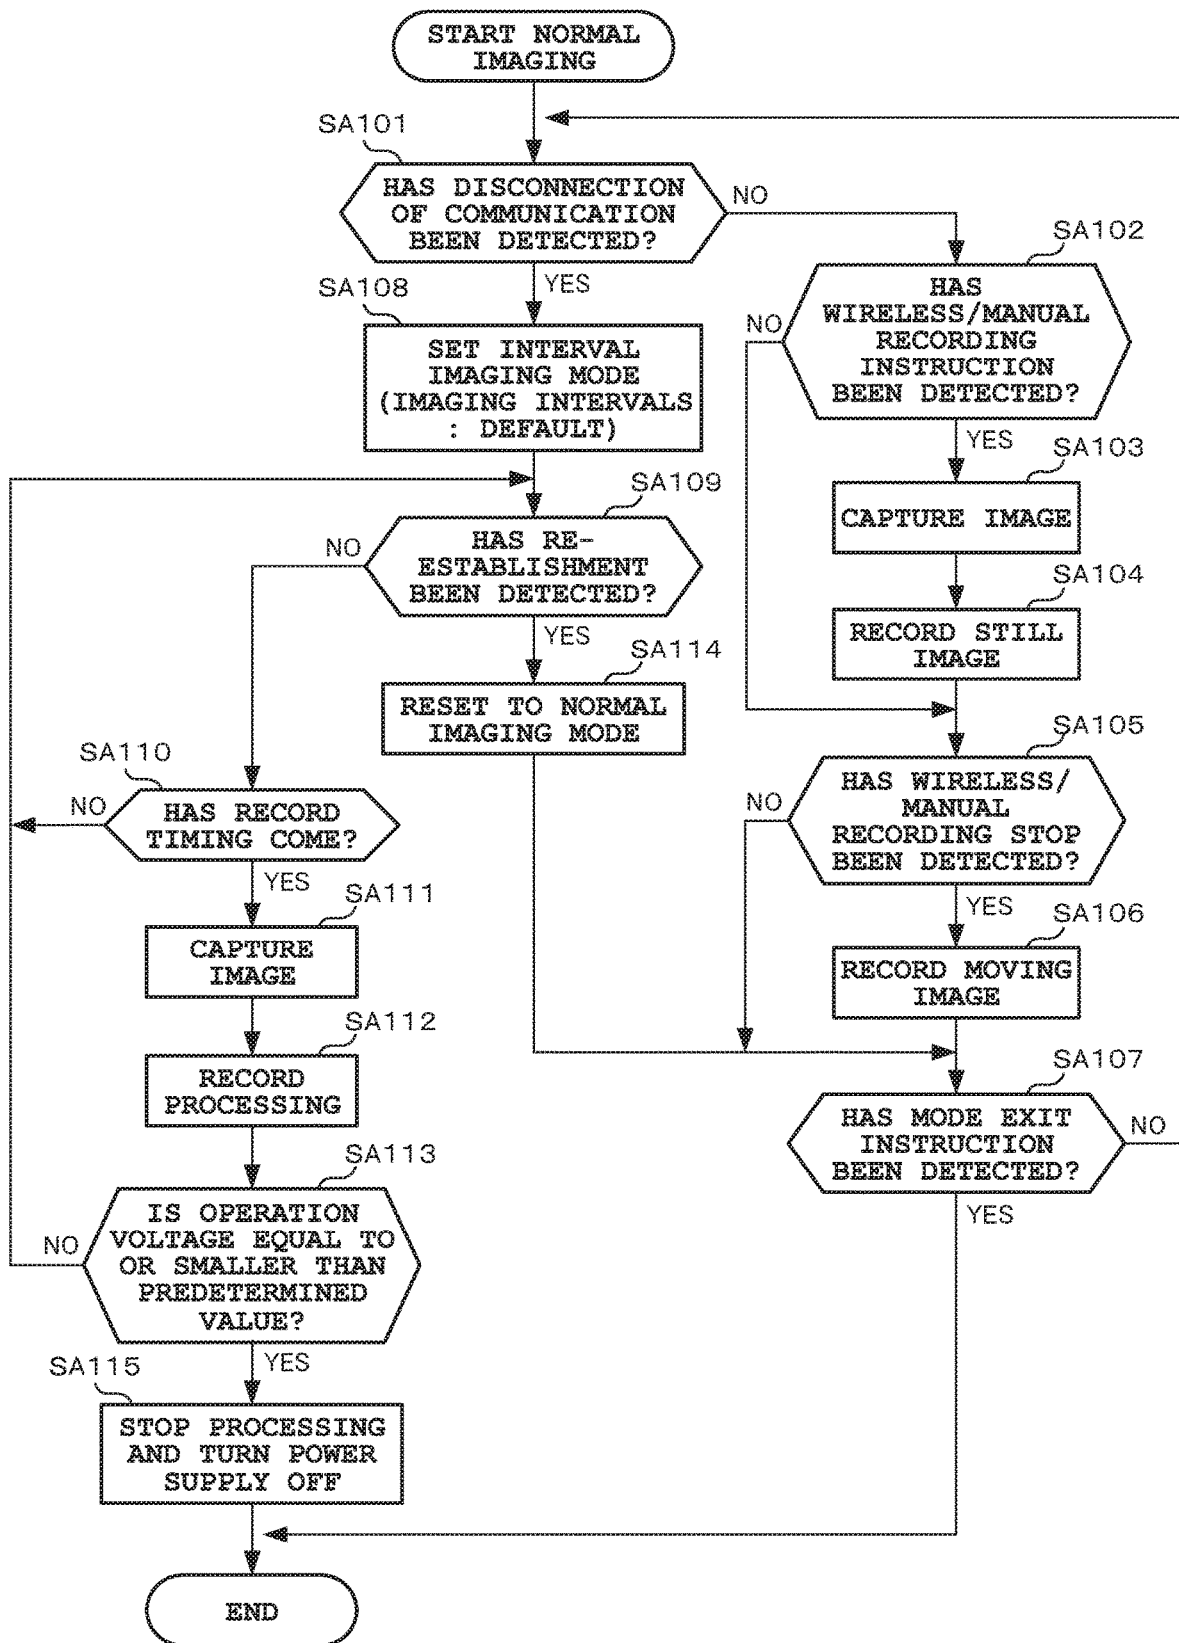 START NORMAL
IMAGING
SA101
HAS DISCONNECTION
OF COMMUNICATION
BEEN DETECTED?
NO
YES
SA102
HAS
WIRELESS/MANUAL
RECORDING
INSTRUCTION
BEEN DETECTED?
NO
YES
SA103
CAPTURE IMAGE
SA104
RECORD STILL
IMAGE
SA105
HAS WIRELESS/
MANUAL
RECORDING STOP
BEEN DETECTED?
NO
YES
SA106
RECORD MOVING
IMAGE
SA107
HAS MODE EXIT
INSTRUCTION
BEEN DETECTED?
NO
YES
SA108
SET INTERVAL
IMAGING MODE
(IMAGING INTERVALS
: DEFAULT)
SA109
HAS RE-
ESTABLISHMENT
BEEN DETECTED?
NO
YES
SA114
RESET TO NORMAL
IMAGING MODE
SA110
HAS RECORD
TIMING COME?
NO
YES
SA111
CAPTURE
IMAGE
SA112
RECORD
PROCESSING
SA113
IS OPERATION
VOLTAGE EQUAL TO
OR SMALLER THAN
PREDETERMINED
VALUE?
NO
YES
SA115
STOP PROCESSING
AND TURN POWER
SUPPLY OFF
END